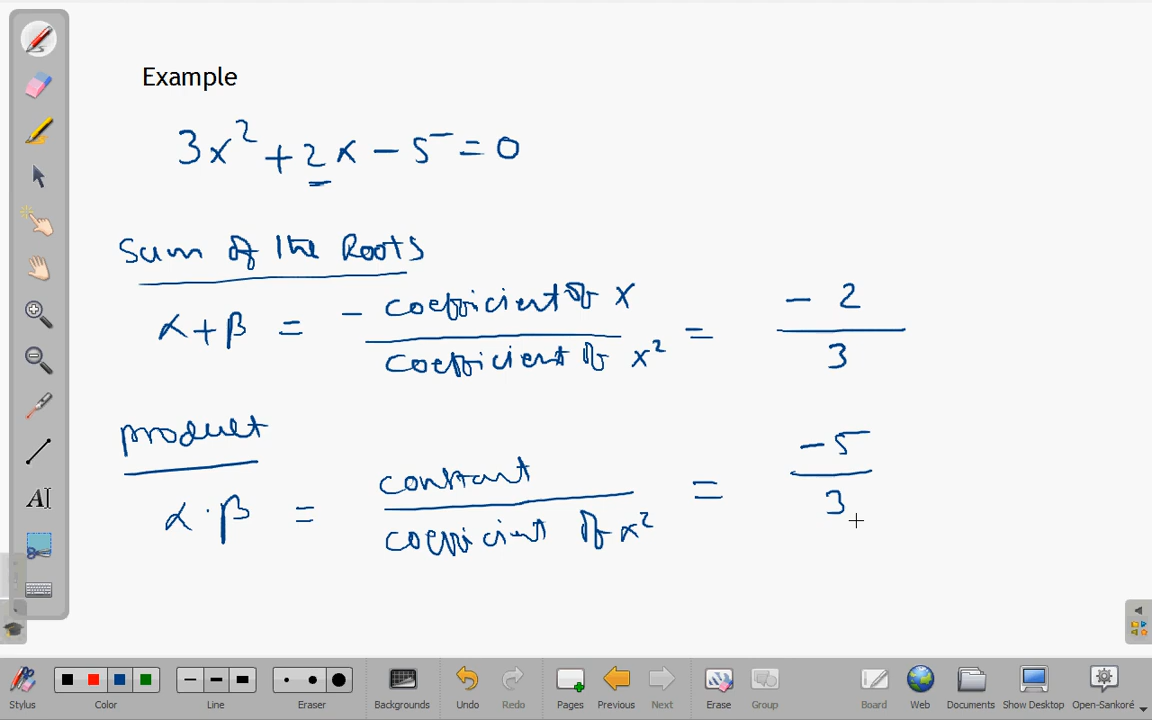 Example
3x² + 2x - 5 = 0
Sum of the Roots
α + β = - coefficient of x / coefficient of x² = - 2 / 3
product
α . β = constant / coefficient of x² = - 5 / 3
AI
Color
Line
Eraser
Backgrounds
Undo
Redo
Pages
Previous
Next
Erase
Group
Board
Web
Documents
Show Desktop
Open-Sankoré
Stylus